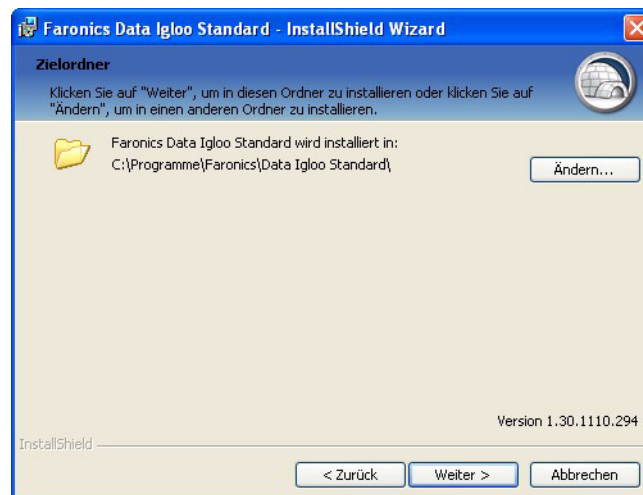 Faronics Data Igloo Standard - InstallShield Wizard
Zielordner
Klicken Sie auf "Weiter", um in diesen Ordner zu installieren oder klicken Sie auf
"Ändern", um in einen anderen Ordner zu installieren.
Faronics Data Igloo Standard wird installiert in:
C:\Programme\Faronics\Data Igloo Standard\
Ändern...
Version 1.30.1110.294
InstallShield
< Zurück
Weiter >
Abbrechen